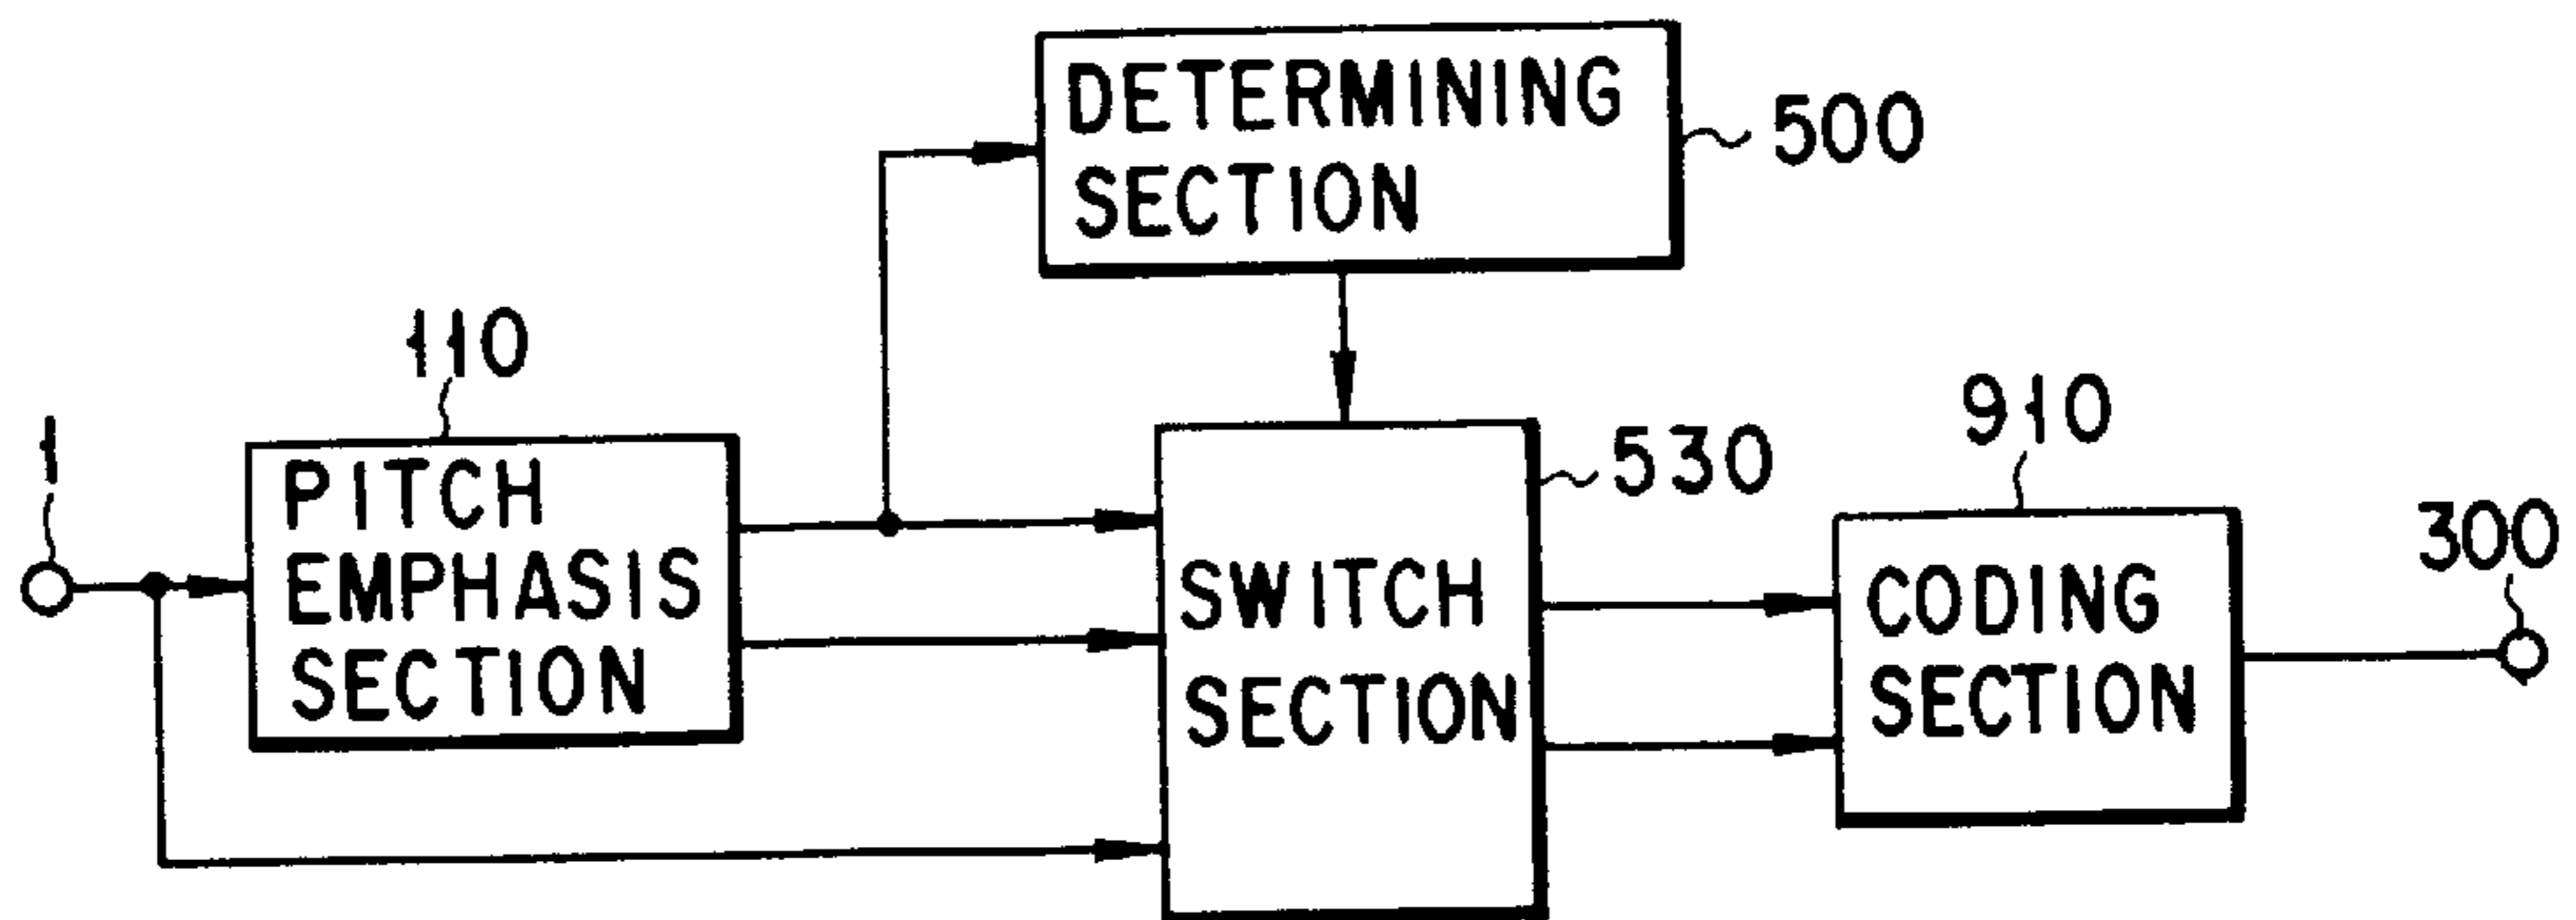 DETERMINING
SECTION
500
110
1
PITCH
EMPHASIS
SECTION
SWITCH
SECTION
530
910
CODING
SECTION
300